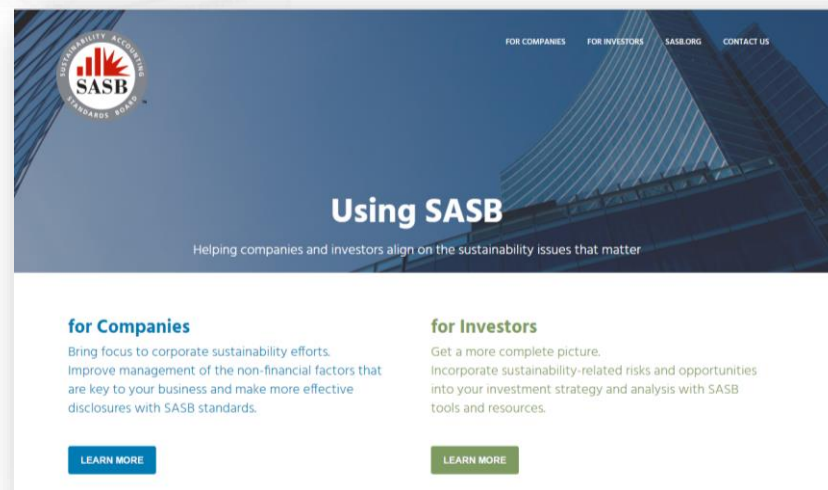 SUSTAINABILITY ACCOUNTING
SASB
STANDARDS BOARD
TM
FOR COMPANIES FOR INVESTORS SASB.ORG CONTACT US
Using SASB
Helping companies and investors align on the sustainability issues that matter
for Companies
Bring focus to corporate sustainability efforts.
Improve management of the non-financial factors that
are key to your business and make more effective
disclosures with SASB standards.
LEARN MORE
for Investors
Get a more complete picture.
Incorporate sustainability-related risks and opportunities
into your investment strategy and analysis with SASB
tools and resources.
LEARN MORE